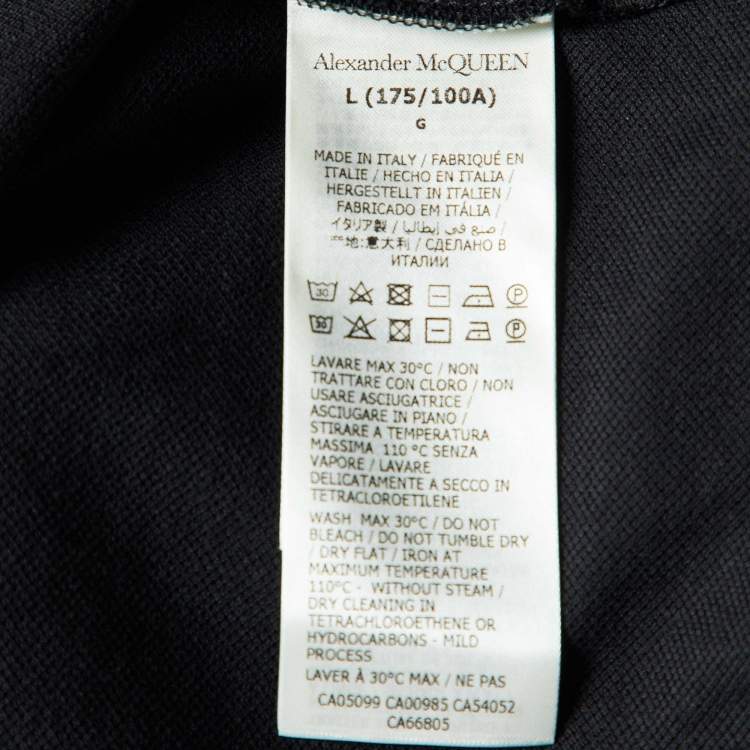 Alexander McQUEEN
L (175/100A)
G
MADE IN ITALY / FABRIQUÉ EN
ITALIE / HECHO EN ITALIA /
HERGESTELLT IN ITALIEN /
FABRICADO EM ITÁLIA /
イタリア製 / صنع في إيطاليا /
地:意大利 / СДЕЛАНО В
ИТАЛИИ
30 P
30 P
LAVARE MAX 30°C / NON
TRATTARE CON CLORO / NON
USARE ASCIUGATRICE /
ASCIUGARE IN PIANO /
STIRARE A TEMPERATURA
MASSIMA 110 °C SENZA
VAPORE / LAVARE
DELICATAMENTE A SECCO IN
TETRACLOROETILENE
WASH MAX 30°C / DO NOT
BLEACH / DO NOT TUMBLE DRY
/ DRY FLAT / IRON AT
MAXIMUM TEMPERATURE
110°C - WITHOUT STEAM /
DRY CLEANING IN
TETRACHLOROETHENE OR
HYDROCARBONS - MILD
PROCESS
LAVER À 30°C MAX / NE PAS
CA05099 CA00985 CA54052
CA66805